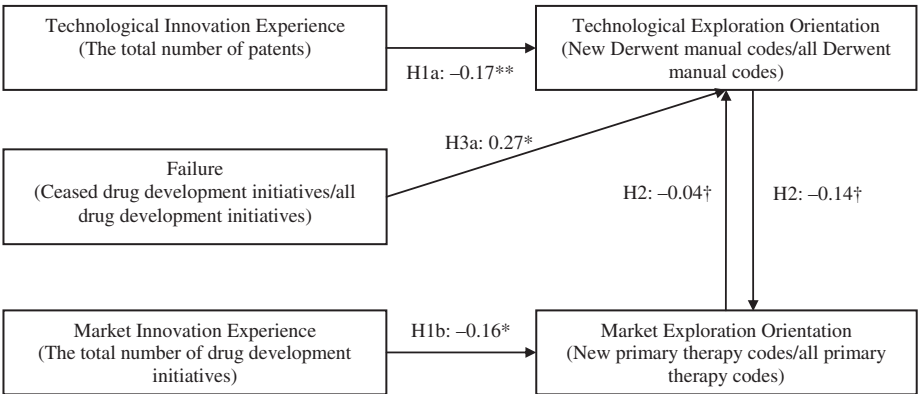 Technological Innovation Experience
(The total number of patents)
H1a: –0.17**
Technological Exploration Orientation
(New Derwent manual codes/all Derwent
manual codes)
Failure
(Ceased drug development initiatives/all
drug development initiatives)
H3a: 0.27*
H2: –0.04†
H2: –0.14†
Market Innovation Experience
(The total number of drug development
initiatives)
H1b: –0.16*
Market Exploration Orientation
(New primary therapy codes/all primary
therapy codes)